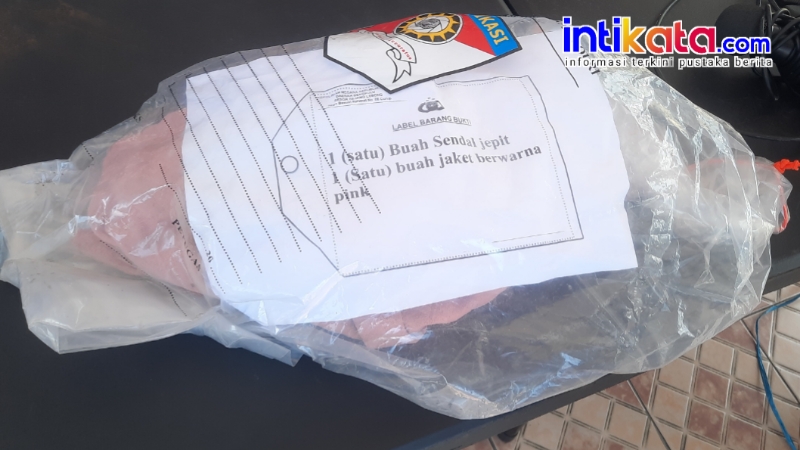 intikata.com
informasi terkini pustaka berita
IKASI
LABEL BARANG BUKTI
1 (satu) Buah Sendal jepit
1 (Satu) buah jaket berwarna
pink